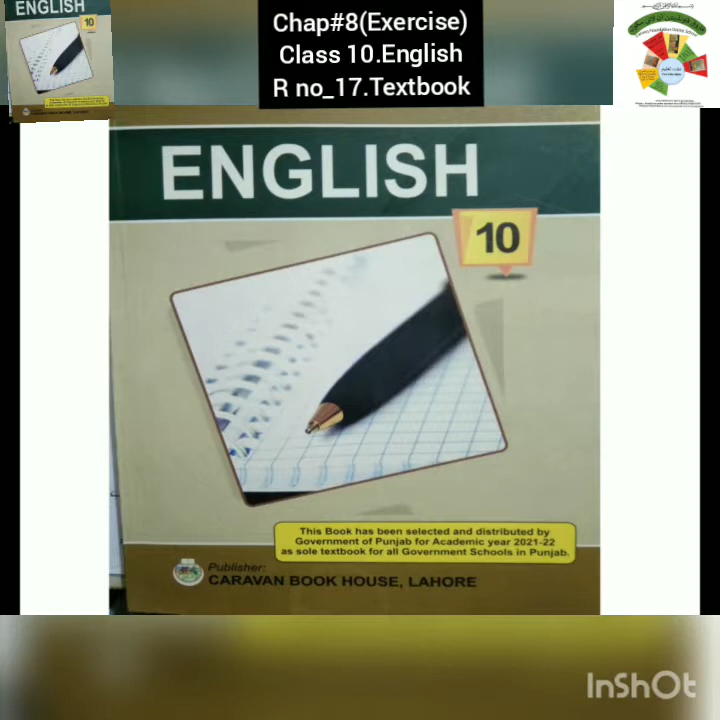 Chap#8(Exercise)
Class 10.English
R no_17.Textbook
ENGLISH
10
ENGLISH
10
This Book has been selected and distributed by
Government of Punjab for Academic year 2021-22
as sole textbook for all Government Schools in Punjab.
Publisher:
CARAVAN BOOK HOUSE, LAHORE
InShOt